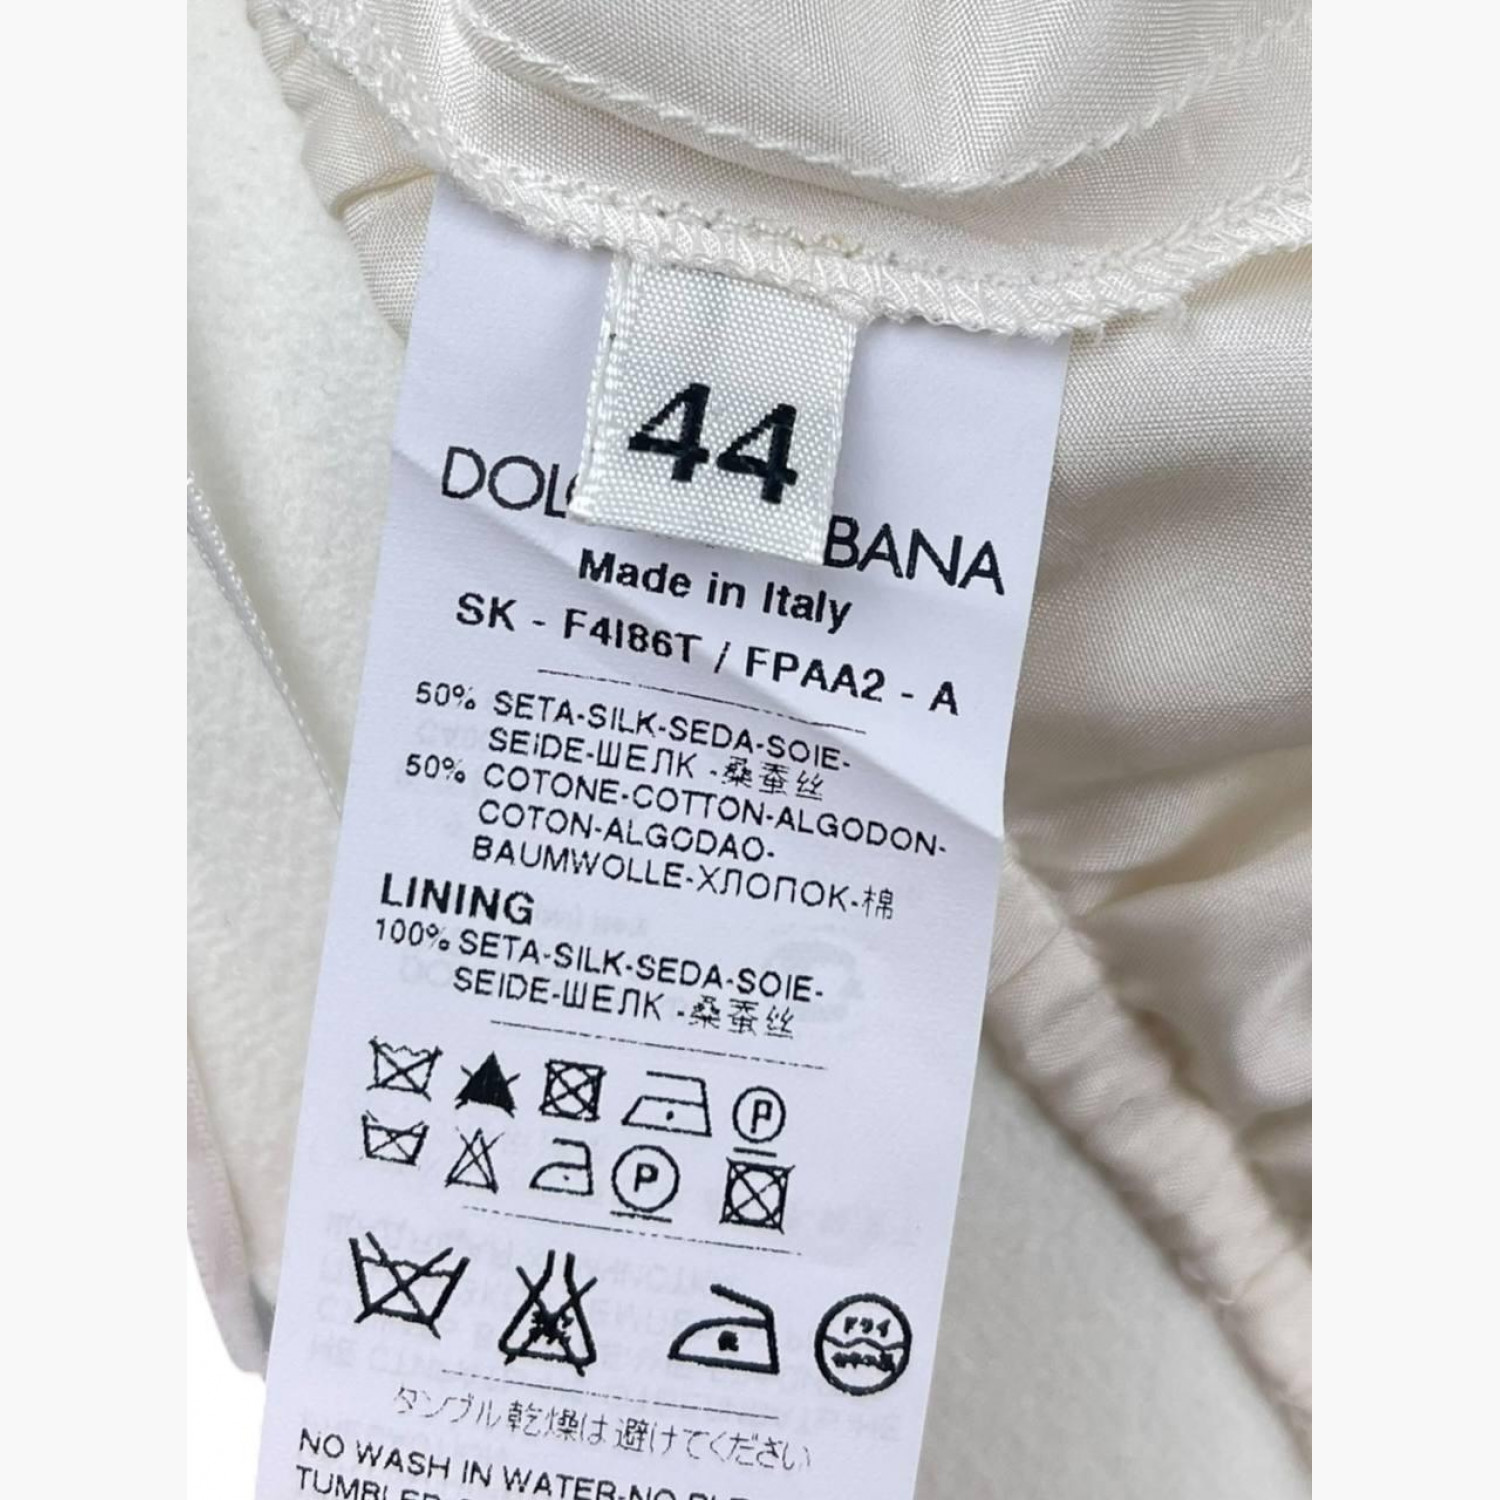 44
BANA
Made in Italy
SK - F4I86T / FPAA2 - A
50% SETA-SILK-SEDA-SOIE-
SEIDE-ШЕЛК -桑蚕丝
50% COTONE-COTTON-ALGODON-
COTON-ALGODAO-
BAUMWOLLE-ХЛОПОК-棉
LINING
100% SETA-SILK-SEDA-SOIE-
SEIDE-ШЕЛК -桑蚕丝
P
P
ドライ
タンブル乾燥は避けてください
NO WASH IN WATER-NO